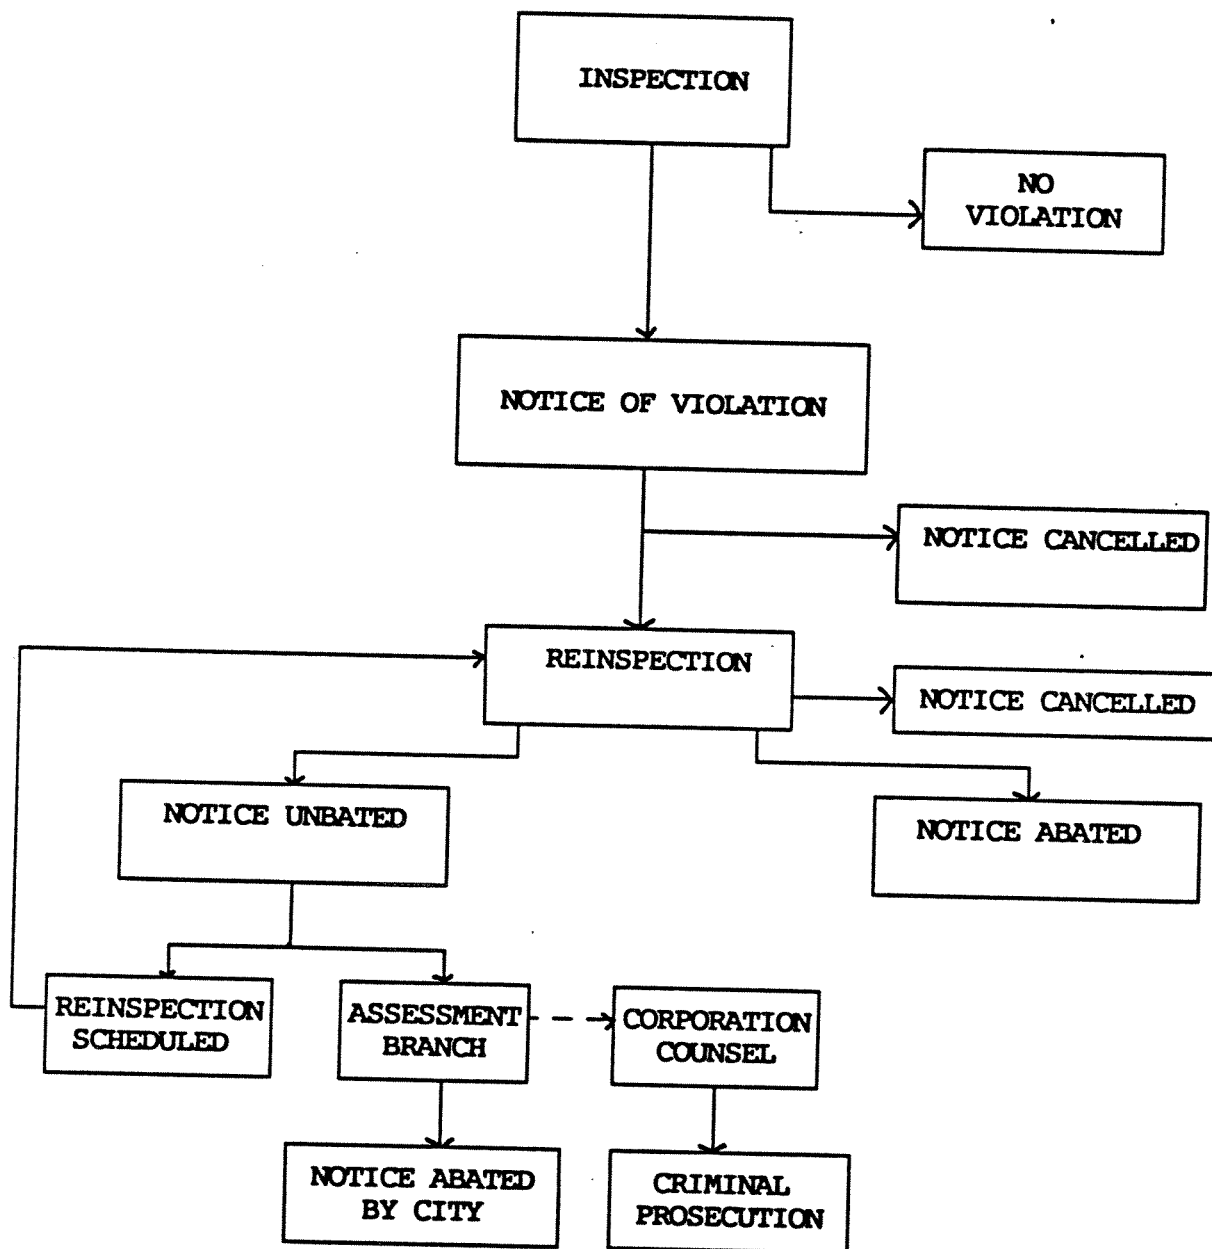 INSPECTION
NO
VIOLATION
NOTICE OF VIOLATION
NOTICE CANCELLED
REINSPECTION
NOTICE CANCELLED
NOTICE UNBATED
NOTICE ABATED
REINSPECTION
SCHEDULED
ASSESSMENT
BRANCH
CORPORATION
COUNSEL
NOTICE ABATED
BY CITY
CRIMINAL
PROSECUTION